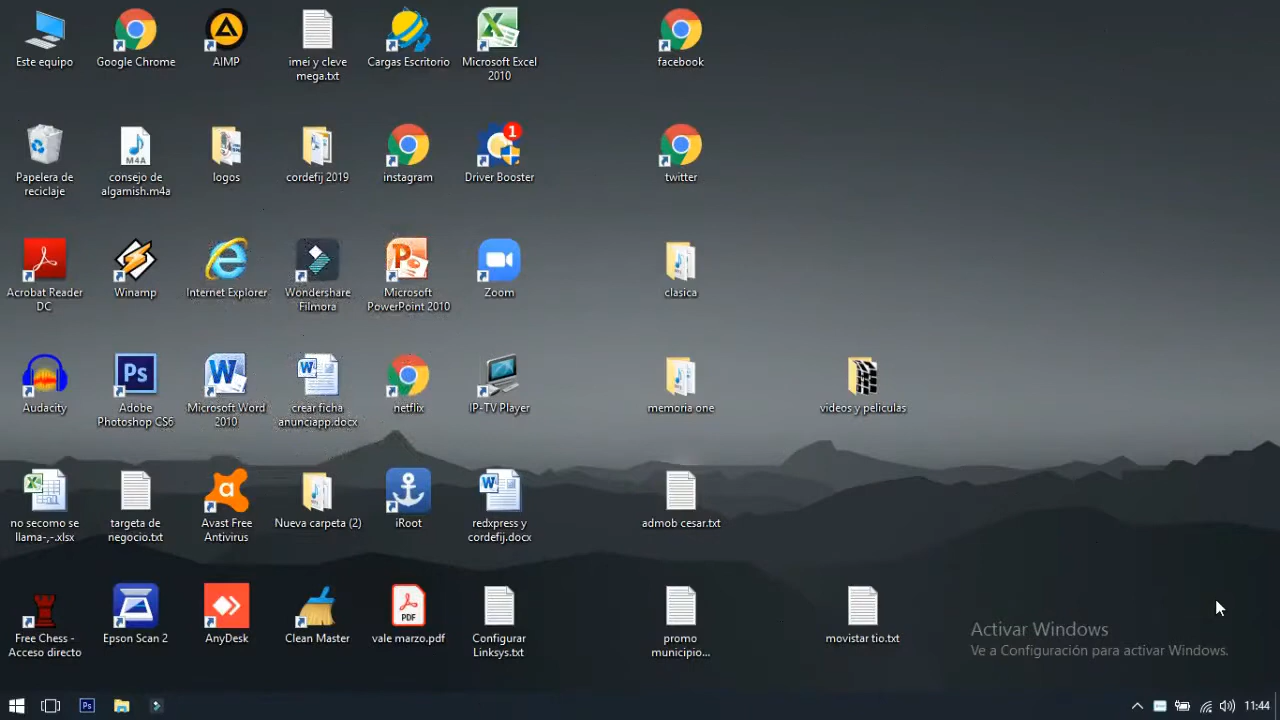 Este equipo
Google Chrome
AIMP
imei y cleve
mega.txt
Cargas Escritorio
Microsoft Excel
2010
facebook
Papelera de
reciclaje
M4A
consejo de
algamish.m4a
logos
cordefij 2019
instagram
1
Driver Booster
twitter
Acrobat Reader
DC
Winamp
Internet Explorer
Wondershare
Filmora
Microsoft
PowerPoint 2010
Zoom
clasica
Audacity
Ps
Adobe
Photoshop CS6
Microsoft Word
2010
crear ficha
anunciapp.docx
netflix
IP-TV Player
memoria one
videos y peliculas
no secomo se
llama-,-.xlsx
targeta de
negocio.txt
Avast Free
Antivirus
Nueva carpeta (2)
iRoot
redxpress y
cordefij.docx
admob cesar.txt
Free Chess -
Acceso directo
Epson Scan 2
AnyDesk
Clean Master
PDF
vale marzo.pdf
Configurar
Linksys.txt
promo
municipio...
movistar tio.txt
Activar Windows
Ve a Configuración para activar Windows.
Ps
11:44